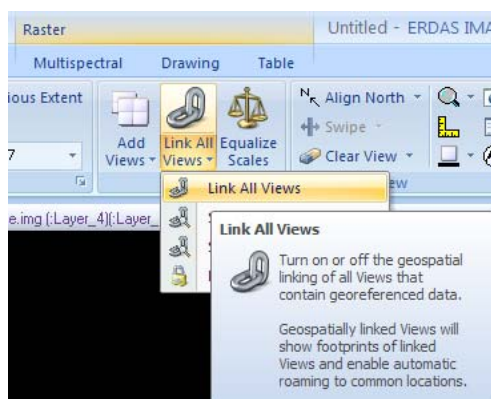 Raster
Untitled - ERDAS IMA
Multispectral Drawing Table
ious Extent
7
Add Views
Link All Views
Equalize Scales
Align North
Swipe
Clear View
ew
Link All Views
e.img (:Layer_4)(:Layer_
Link All Views
Turn on or off the geospatial
linking of all Views that
contain georeferenced data.
Geospatially linked Views will
show footprints of linked
Views and enable automatic
roaming to common locations.